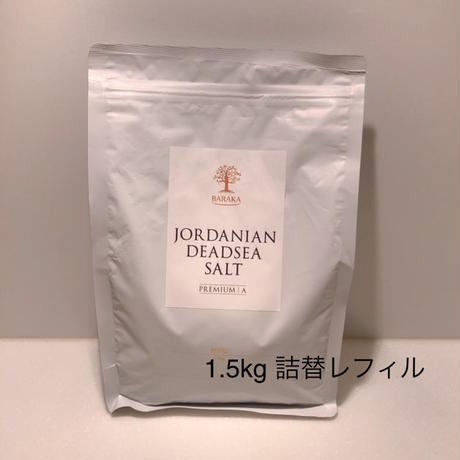 BARAKA
JORDANIAN
DEADSEA
SALT
PREMIUM | A
1.5kg 詰替レフィル